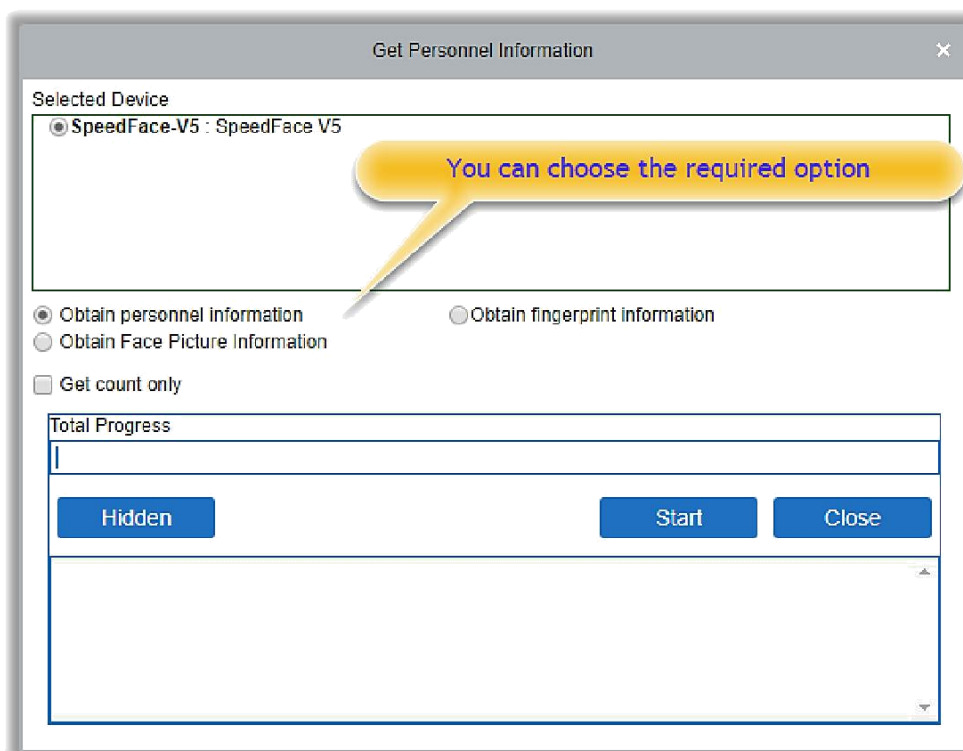 Get Personnel Information
Selected Device
SpeedFace-V5 : SpeedFace V5
You can choose the required option
Obtain personnel information Obtain fingerprint information
Obtain Face Picture Information
Get count only
Total Progress
Hidden Start Close